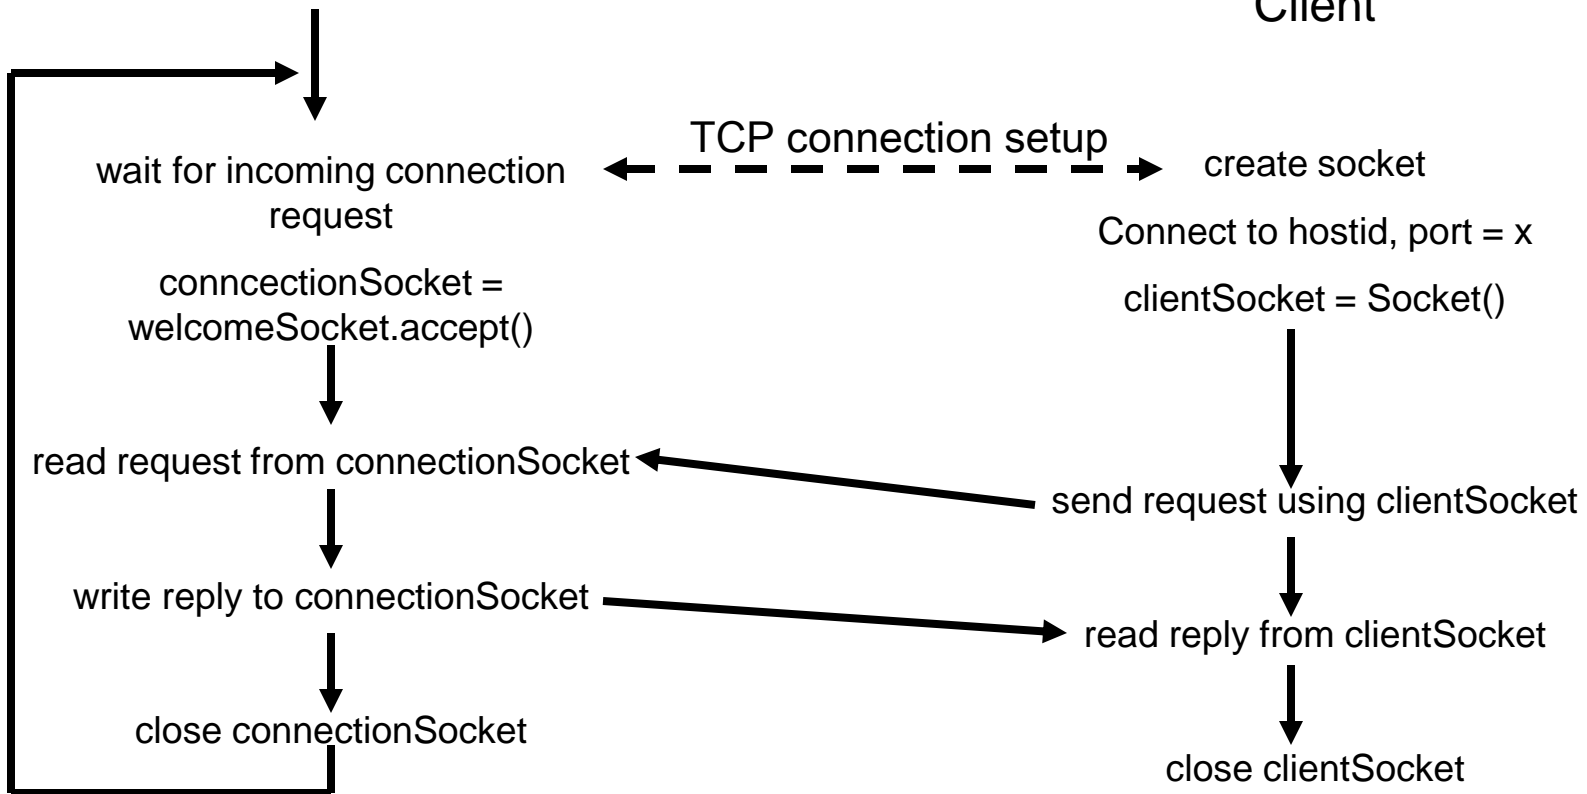 Client
TCP connection setup
wait for incoming connection
request
conncectionSocket =
welcomeSocket.accept()
read request from connectionSocket
write reply to connectionSocket
close connectionSocket
create socket
Connect to hostid, port = x
clientSocket = Socket()
send request using clientSocket
read reply from clientSocket
close clientSocket